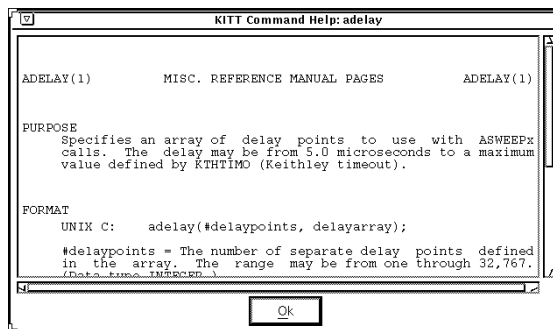 KITT Command Help: adelay
ADELAY(1) MISC. REFERENCE MANUAL PAGES ADELAY(1)
PURPOSE
Specifies an array of delay points to use with ASWEEPx
calls. The delay may be from 5.0 microseconds to a maximum
value defined by KTHTIMO (Keithley timeout).
FORMAT
UNIX C: adelay(#delaypoints, delayarray);
#delaypoints = The number of separate delay points defined
in the array. The range may be from one through 32,767.
(Data type INTEGER.)
Ok